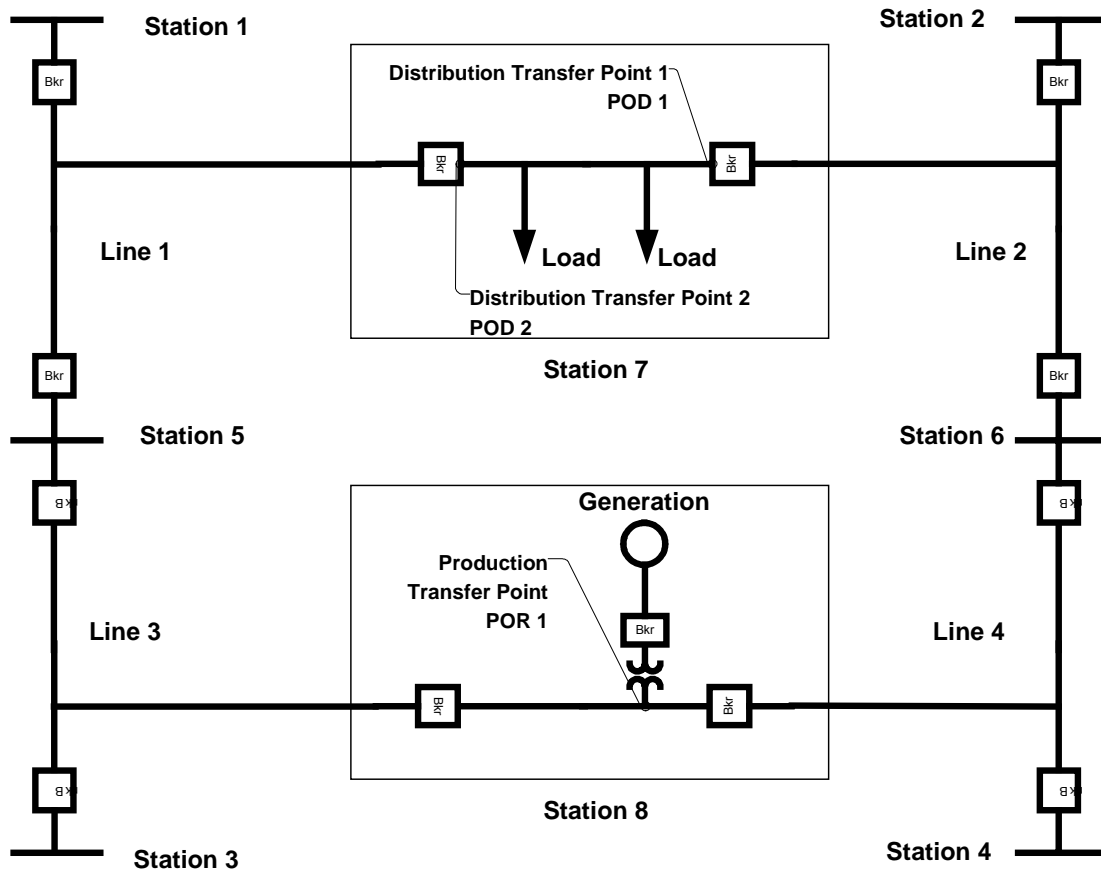 Station 1
Station 2
Bkr
Bkr
Distribution Transfer Point 1
POD 1
Bkr
Bkr
Line 1
Load
Load
Line 2
Distribution Transfer Point 2
POD 2
Bkr
Bkr
Station 7
Station 5
Station 6
Generation
Production
Transfer Point
POR 1
Bkr
Line 3
Line 4
Bkr
Bkr
Station 8
Station 3
Station 4